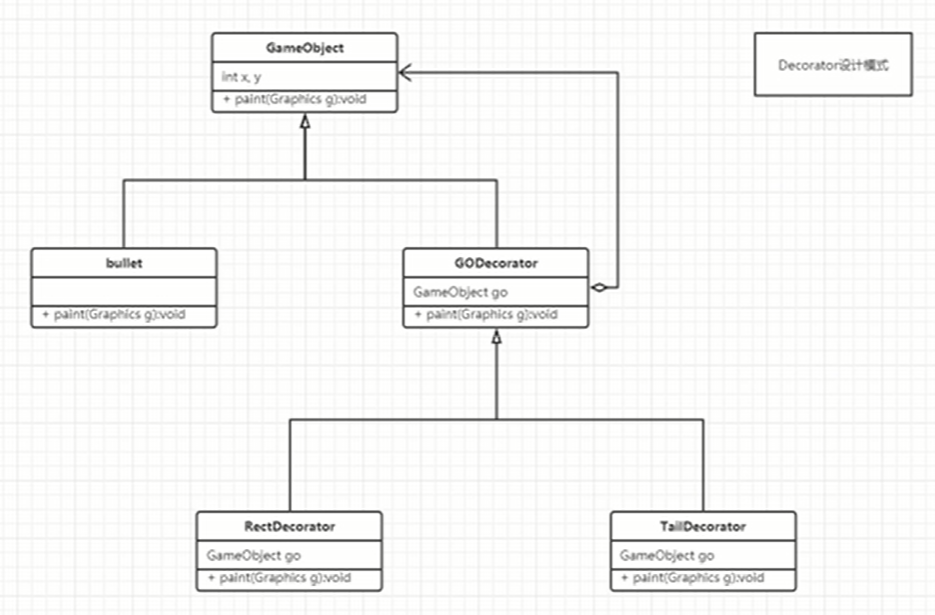 GameObject
int x, y
+ paint(Graphics g):void
Decorator设计模式
bullet
+ paint(Graphics g):void
GODecorator
GameObject go
+ paint(Graphics g):void
RectDecorator
GameObject go
+ paint(Graphics g):void
TailDecorator
GameObject go
+ paint(Graphics g):void